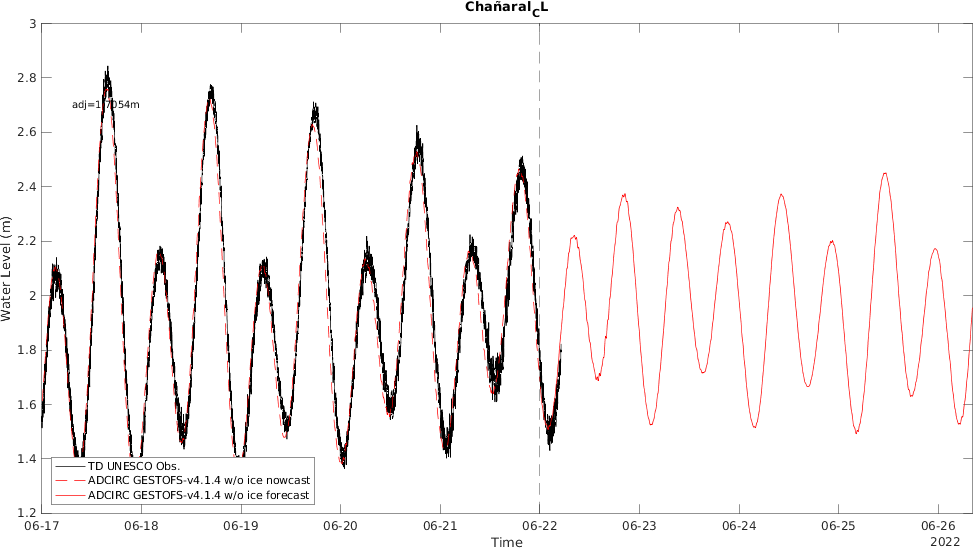 Chañaral_CL
3
2.8
adj=1.7054m
2.6
2.4
2.2
Water Level (m)
2
1.8
1.6
1.4
TD UNESCO Obs.
ADCIRC GESTOFS-v4.1.4 w/o ice nowcast
ADCIRC GESTOFS-v4.1.4 w/o ice forecast
1.2
06-17 06-18 06-19 06-20 06-21 06-22 06-23 06-24 06-25 06-26
Time
2022